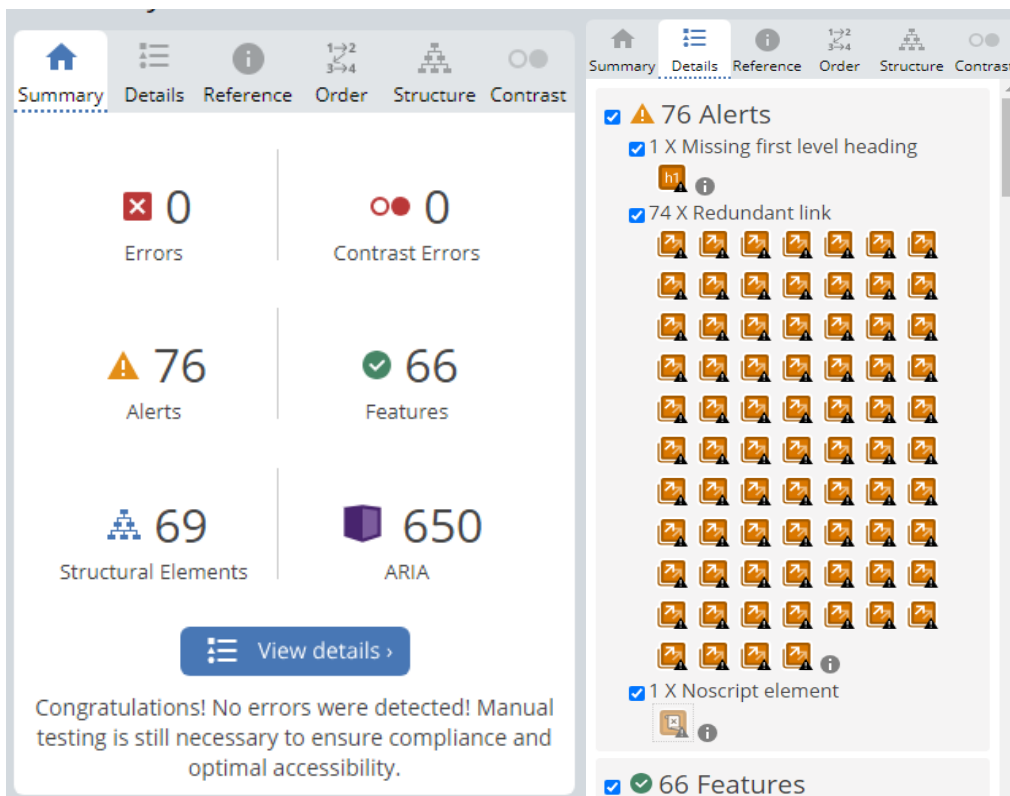 Summary Details Reference Order Structure Contrast
0
Errors
0
Contrast Errors
76
Alerts
66
Features
69
Structural Elements
650
ARIA
View details ›
Congratulations! No errors were detected! Manual
testing is still necessary to ensure compliance and
optimal accessibility.
Summary Details Reference Order Structure Contrast
76 Alerts
1 X Missing first level heading
h1
74 X Redundant link
1 X Noscript element
66 Features